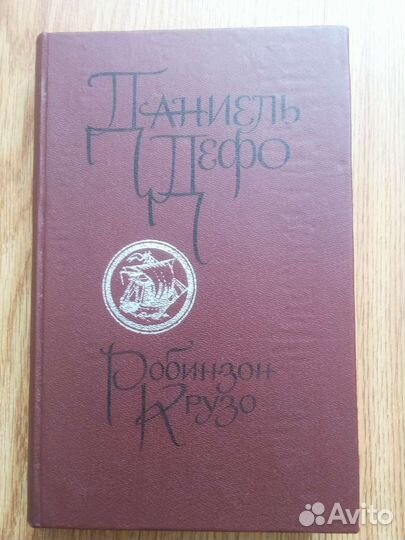 Даниель
Дефо
Робинзон
Крузо
Avito